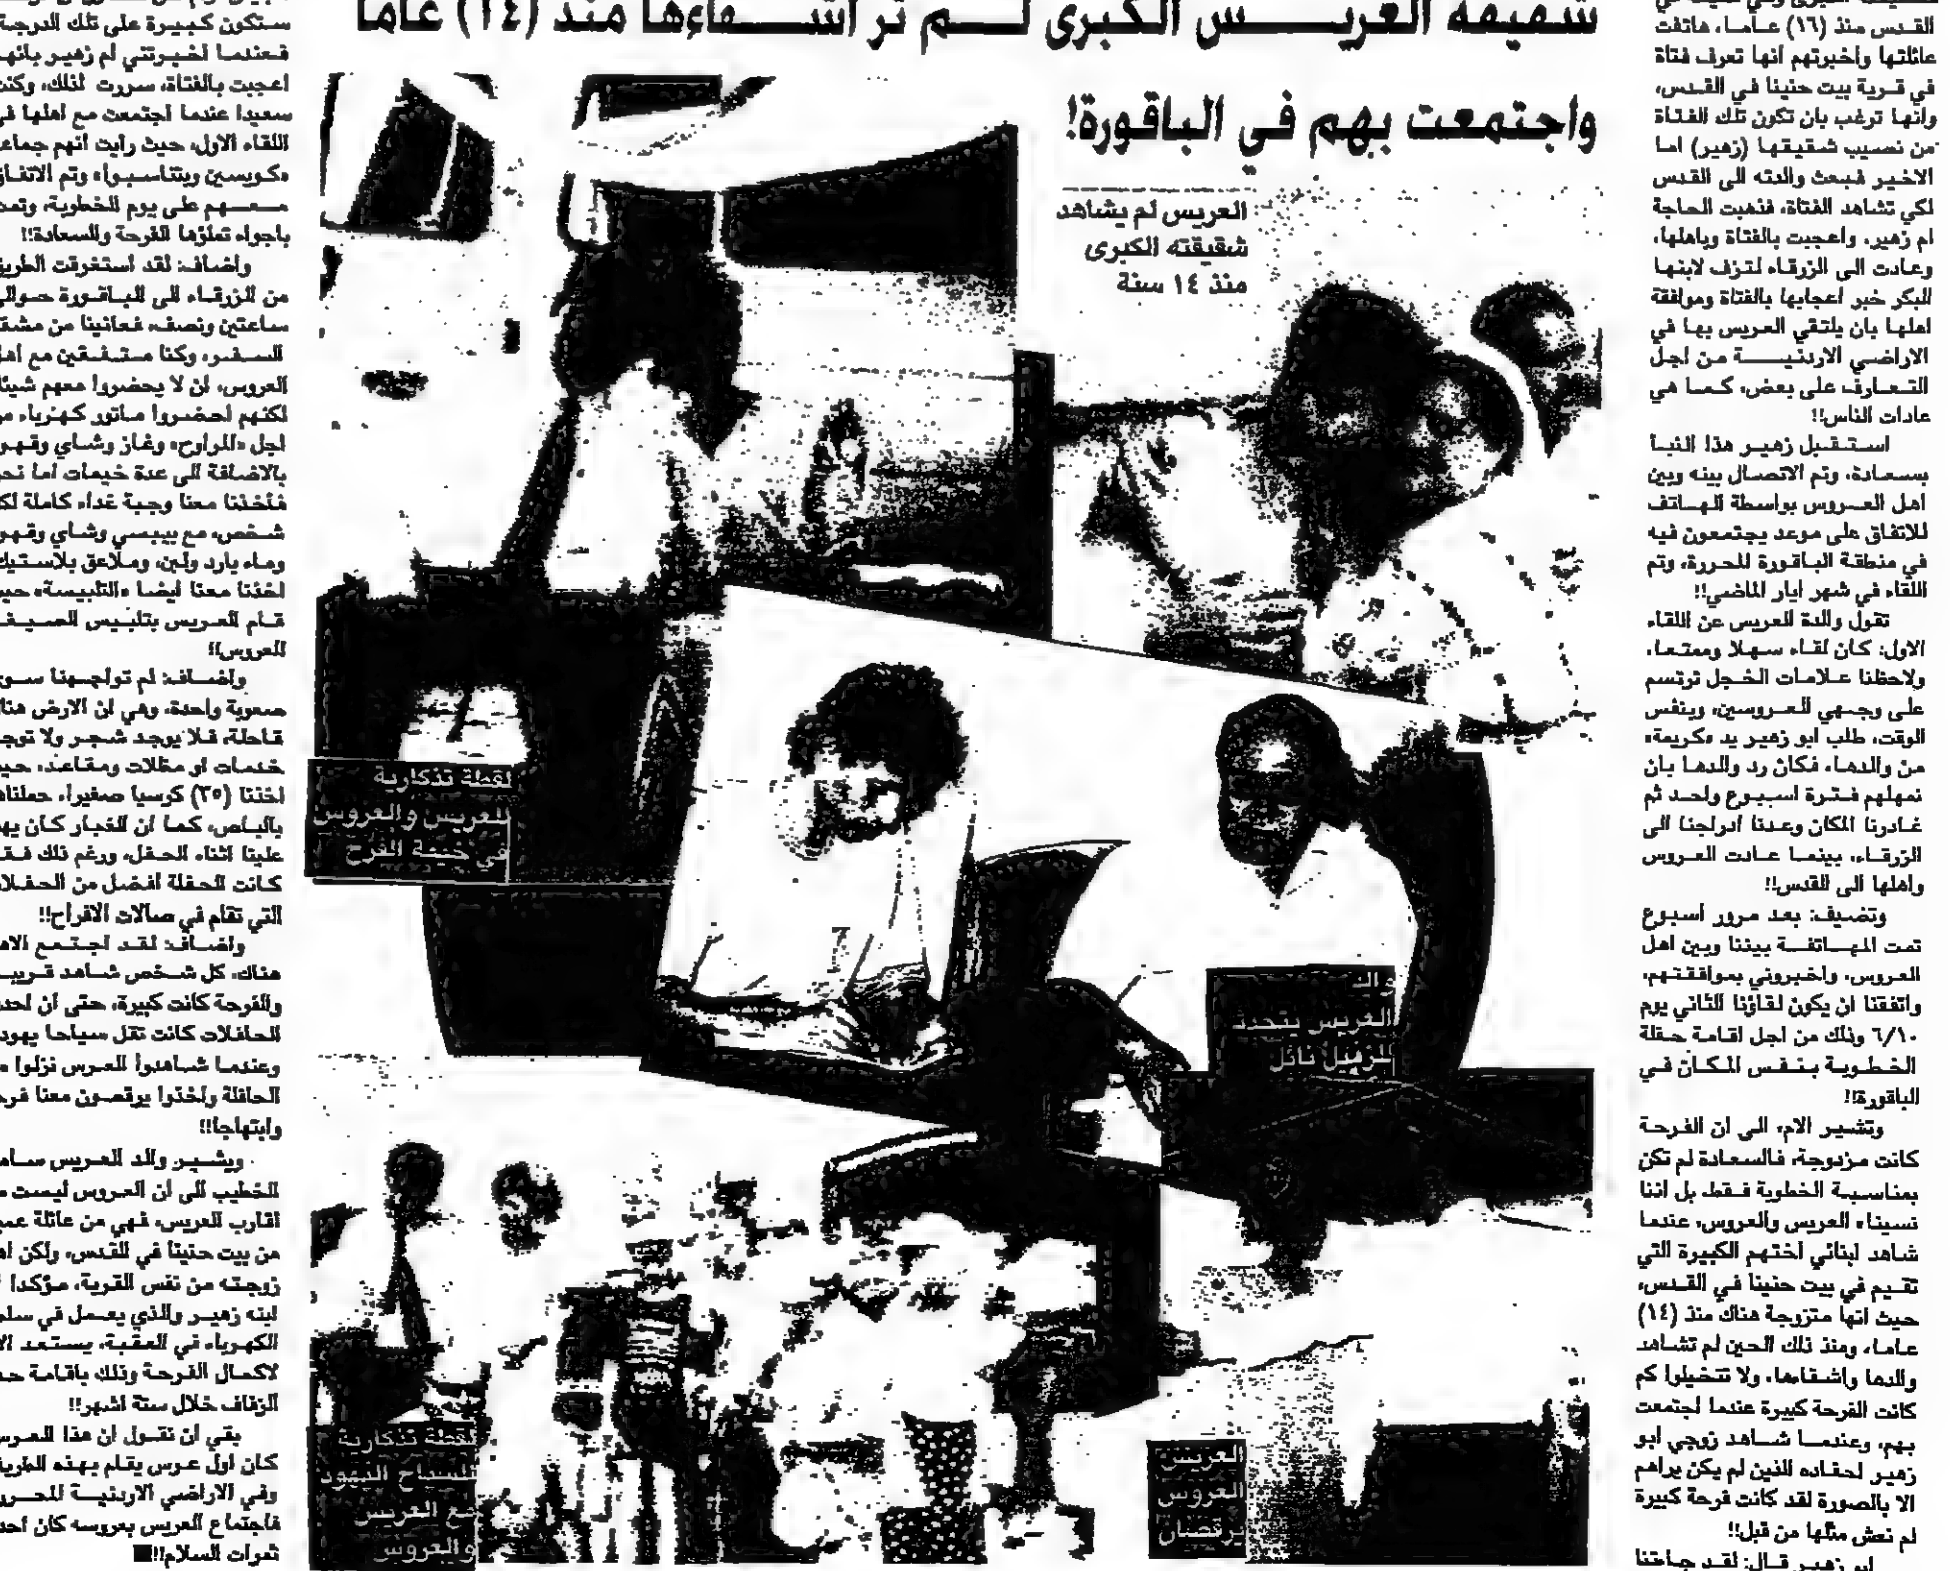 شقيقة العريس الكبرى لم تر اشقاءها منذ (١٤) عاما
واجتمعت بهم في الباقورة!
القدس منذ (١٦) عاما، هاتفت
عائلتها واخبرتهم انها تعرف فتاة
في قرية بيت حنينا في القدس،
وانها ترغب بان تكون تلك الفتاة
من نصيب شقيقها (زهير) اما
الاخير فبعث والدته الى القدس
لكي تشاهد الفتاة، فذهبت الحاجة
ام زهير، واعجبت بالفتاة وباهلها،
وعادت الى الزرقاء لتزف لابنها
البكر خبر اعجابها بالفتاة وموافقة
اهلها بان يلتقي العريس بها في
الاراضي الاردنيـــــة من اجل
التعارف على بعض، كما هي
عادات الناس!!
استقبل زهير هذا النبأ
بسعادة، وتم الاتصال بينه وبين
اهل العروس بواسطة الهاتف
للاتفاق على موعد يجتمعون فيه
في منطقة الباقورة المحررة، وتم
اللقاء في شهر ايار الماضي!!
تقول والدة العريس عن اللقاء
الاول: كان لقاء سهلا وممتعا،
ولاحظنا علامات الخجل ترتسم
على وجهي العروسين، وبنفس
الوقت، طلب ابو زهير يد «كريمة»
من والدها، فكان رد والدها بان
نمهلهم فترة اسبوع واحد ثم
غادرنا المكان وعدنا ادراجنا الى
الزرقاء، بينما عادت العروس
واهلها الى القدس!!
وتضيف: بعد مرور اسبوع
تمت المهاتفة بيننا وبين اهل
العروس، واخبروني بموافقتهم،
واتفقنا ان يكون لقاؤنا الثاني يوم
٦/١٠ وذلك من اجل اقامة حفلة
الخطوبة بنفس المكان في
الباقورة!!
وتشير الام، الى ان الفرحة
كانت مزدوجة، فالسعادة لم تكن
بمناسبة الخطوبة فقط، بل اننا
نسينا، العريس والعروس، عندما
شاهد ابنائي اختهم الكبيرة التي
تقيم في بيت حنينا في القدس،
حيث انها متزوجة هناك منذ (١٤)
عاما، ومنذ ذلك الحين لم تشاهد
والدها واشقاءها، ولا تتخيلوا كم
كانت الفرحة كبيرة عندما اجتمعت
بهم، وعندما شاهد زوجي ابو
زهير احفاده الذين لم يكن يراهم
الا بالصورة لقد كانت فرحة كبيرة
لم نعش مثلها من قبل!!
ابو زهير قال: لقد جاءتنا
العريس لم يشاهد
شقيقته الكبرى
منذ ١٤ سنة
لقطة تذكارية
للعريس والعروس
في خيمة الفرح
والد
العريس يتحدث
للزميل نائل
لقطة تذكارية
للسياح اليهود
مع العريس
والعروس
العريس
العروس
يرقصان
ستكون كبيرة على تلك الدرجة
فعندما اخبرتني ام زهير بانها
اعجبت بالفتاة، سررت لذلك، وكنت
سعيدا عندما اجتمعت مع اهلها في
اللقاء الاول، حيث رأيت انهم جماعة
«كويسين وبنتناسبوا» وتم الاتفاق
معهم على يوم الخطوبة، وتمت
باجواء تملؤها الفرحة والسعادة!!
واضاف: لقد استغرقت الطريق
من الزرقاء الى الباقورة حوالي
ساعتين ونصف، فعانينا من مشقة
السفر، وكنا متفقين مع اهل
العروس، ان لا يحضروا معهم شيئا
لكنهم احضروا ماتور كهرباء من
اجل «المراوح» وغاز وشاي وقهوة
بالاضافة الى عدة خيمات اما نحن
فاخذنا معنا وجبة غداء كاملة لكل
شخص، مع بيبسي وشاي وقهوة
وماء بارد ولبن، وملاعق بلاستيك
اخذنا معنا ايضا «التلبيسة» حيث
قام العريس بتلبيس الصيغة
للعروس!!
واضاف: لم تواجهنا سوى
صعوبة واحدة، وهي ان الارض هناك
قاحلة، فلا يوجد شجر ولا توجد
خدمات او مظلات ومقاعد، حيث
اخذنا (٣٥) كرسيا صغيرا، حملناها
بالباص، كما ان الغبار كان يهب
علينا اثناء الحفل، ورغم ذلك فقد
كانت الحفلة افضل من الحفلات
التي تقام في صالات الافراح!!
واضاف: لقد اجتمع الاهل
هناك، كل شخص شاهد قريبه
والفرحة كانت كبيرة، حتى ان احدى
الحافلات كانت تقل سياحا يهودا
وعندما شاهدوا العرس نزلوا من
الحافلة واخذوا يرقصون معنا فرحا
وابتهاجا!!
ويشير والد العريس سامي
الخطيب الى ان العروس ليست من
اقارب العريس، فهي من عائلة
من بيت حنينا في القدس، ولكن
زوجته من نفس القرية، مؤكدا
ابنه زهير والذي يعمل في سلطة
الكهرباء في العقبة، يستعد الان
لاكمال الفرحة وذلك باقامة حفل
الزفاف خلال ستة اشهر!!
بقي ان نقول ان هذا العرس
كان اول عرس يقام بهذه الطريقة
وفي الاراضي الاردنية المحررة
فاجتماع العريس بعروسه كان احد
ثمرات السلام!!